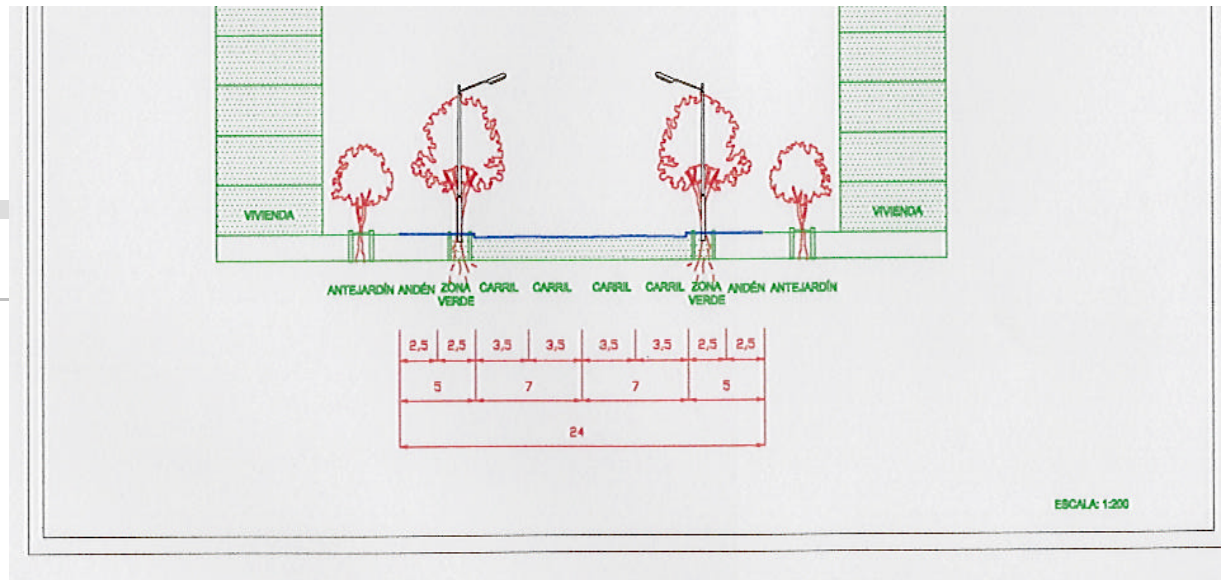 VIVIENDA
VIVIENDA
ANTEJARDÍN ANDÉN ZONA VERDE CARRIL CARRIL CARRIL CARRIL ZONA VERDE ANDÉN ANTEJARDÍN
2,5 2,5 3,5 3,5 3,5 3,5 2,5 2,5
5 7 7 5
24
ESCALA: 1:200